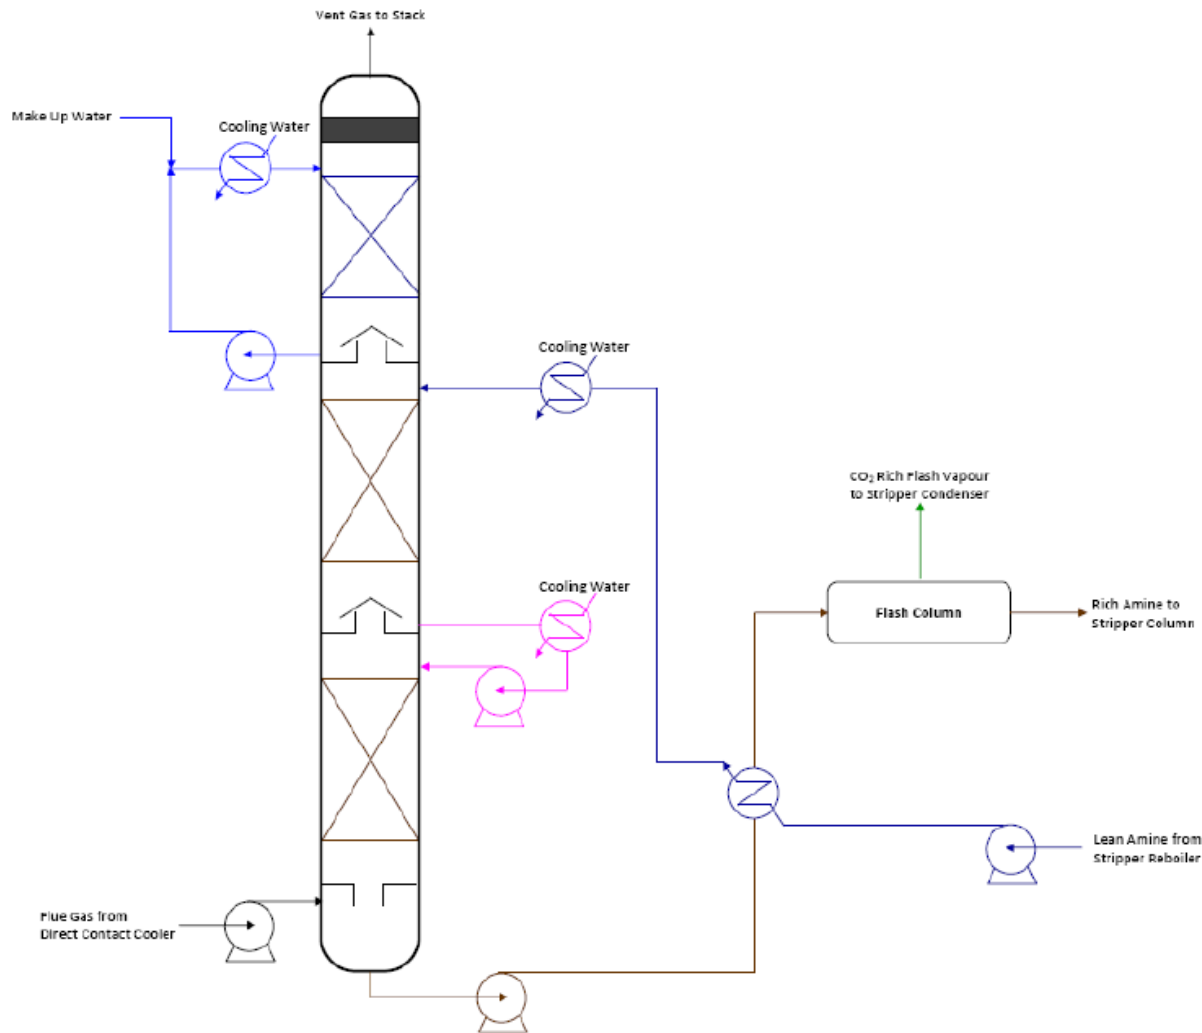 Vent Gas to Stack
Make Up Water
Cooling Water
Cooling Water
CO₂ Rich Flash Vapour
to Stripper Condenser
Cooling Water
Flash Column
Rich Amine to
Stripper Column
Lean Amine from
Stripper Reboiler
Flue Gas from
Direct Contact Cooler